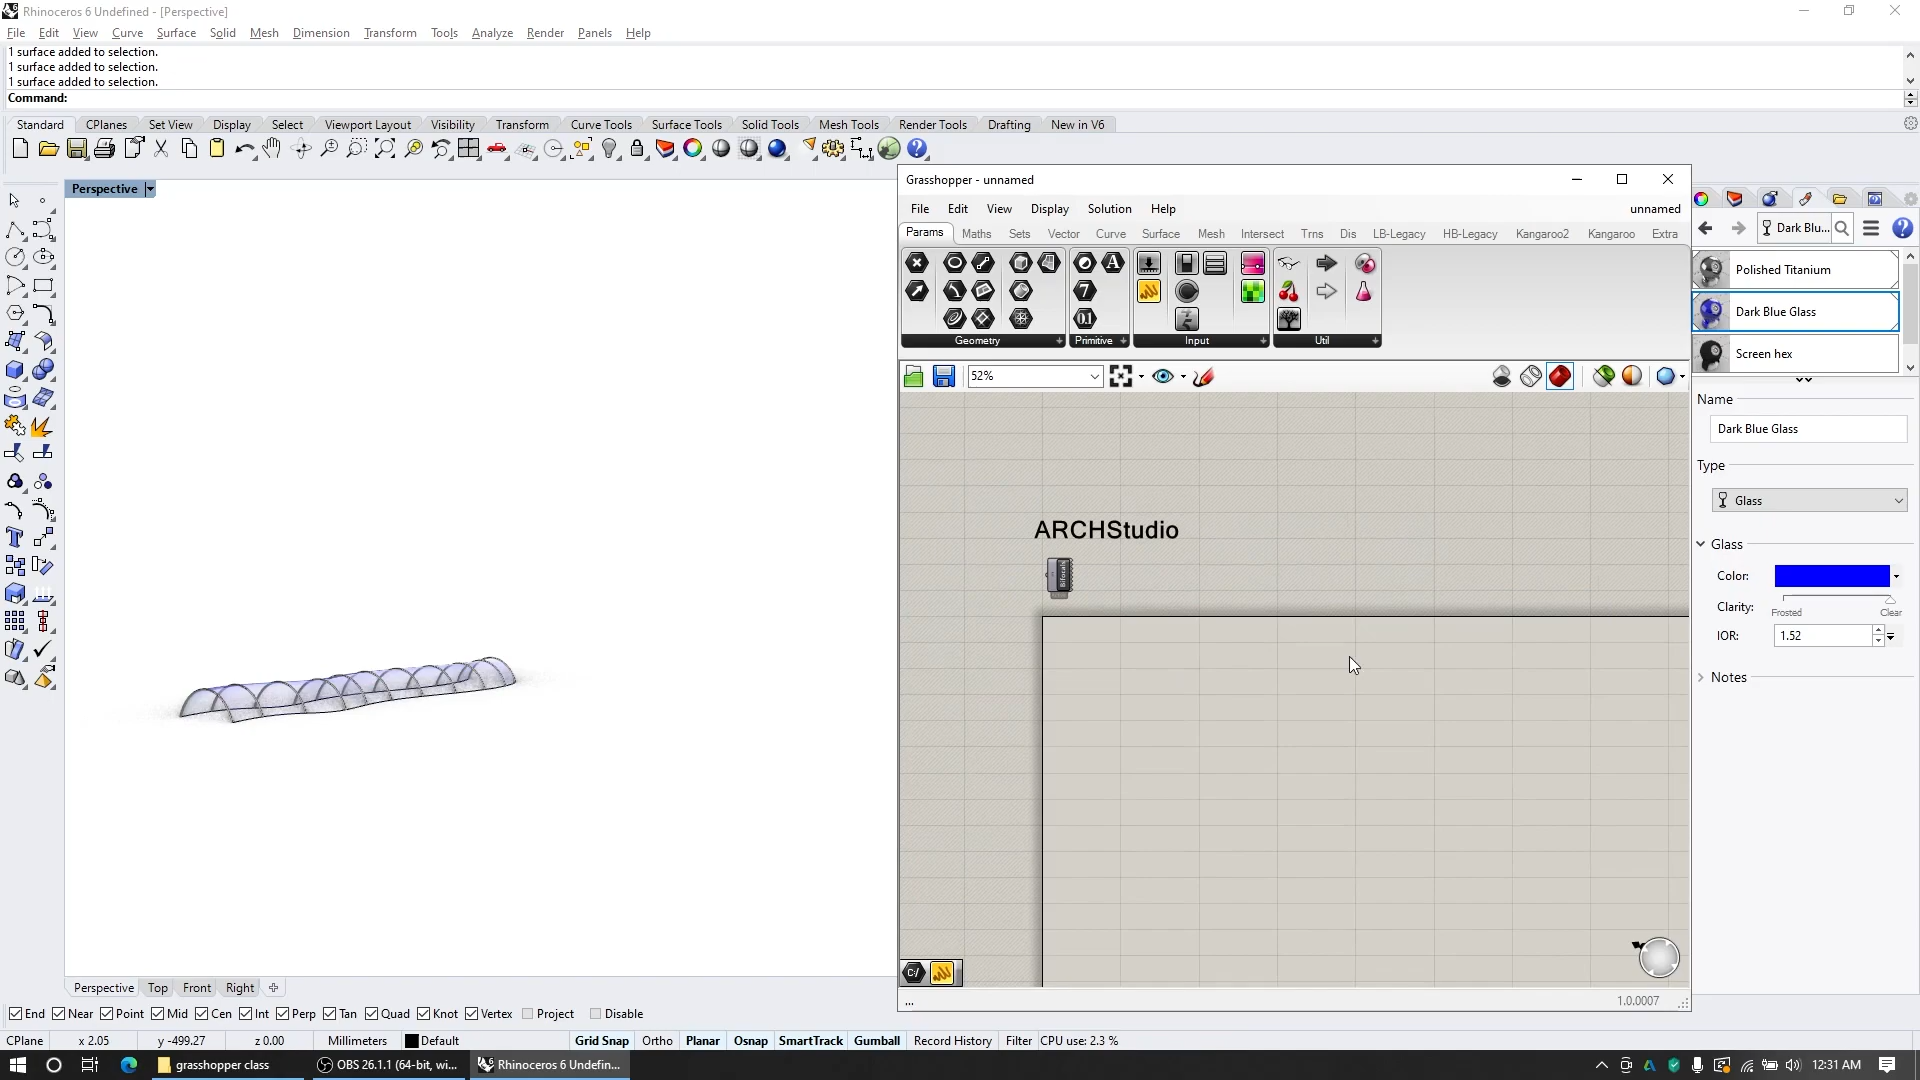 Rhinoceros 6 Undefined - [Perspective]
File Edit View Curve Surface Solid Mesh Dimension Transform Tools Analyze Render Panels Help
1 surface added to selection.
1 surface added to selection.
1 surface added to selection.
Command:
Standard CPlanes Set View Display Select Viewport Layout Visibility Transform Curve Tools Surface Tools Solid Tools Mesh Tools Render Tools Drafting New in V6
Perspective
Grasshopper - unnamed
File Edit View Display Solution Help unnamed
Params Maths Sets Vector Curve Surface Mesh Intersect Trns Dis LB-Legacy HB-Legacy Kangaroo2 Kangaroo Extra
Geometry Primitive Input Util
52%
ARCHStudio
C:/
...
1.0.0007
Dark Blu...
Polished Titanium
Dark Blue Glass
Screen hex
Name
Dark Blue Glass
Type
Glass
Glass
Color:
Clarity:
Frosted Clear
IOR: 1.52
Notes
Perspective Top Front Right
End Near Point Mid Cen Int Perp Tan Quad Knot Vertex Project Disable
CPlane x 2.05 y -499.27 z 0.00 Millimeters Default Grid Snap Ortho Planar Osnap SmartTrack Gumball Record History Filter CPU use: 2.3 %
grasshopper class OBS 26.1.1 (64-bit, wi... Rhinoceros 6 Undefin... 12:31 AM